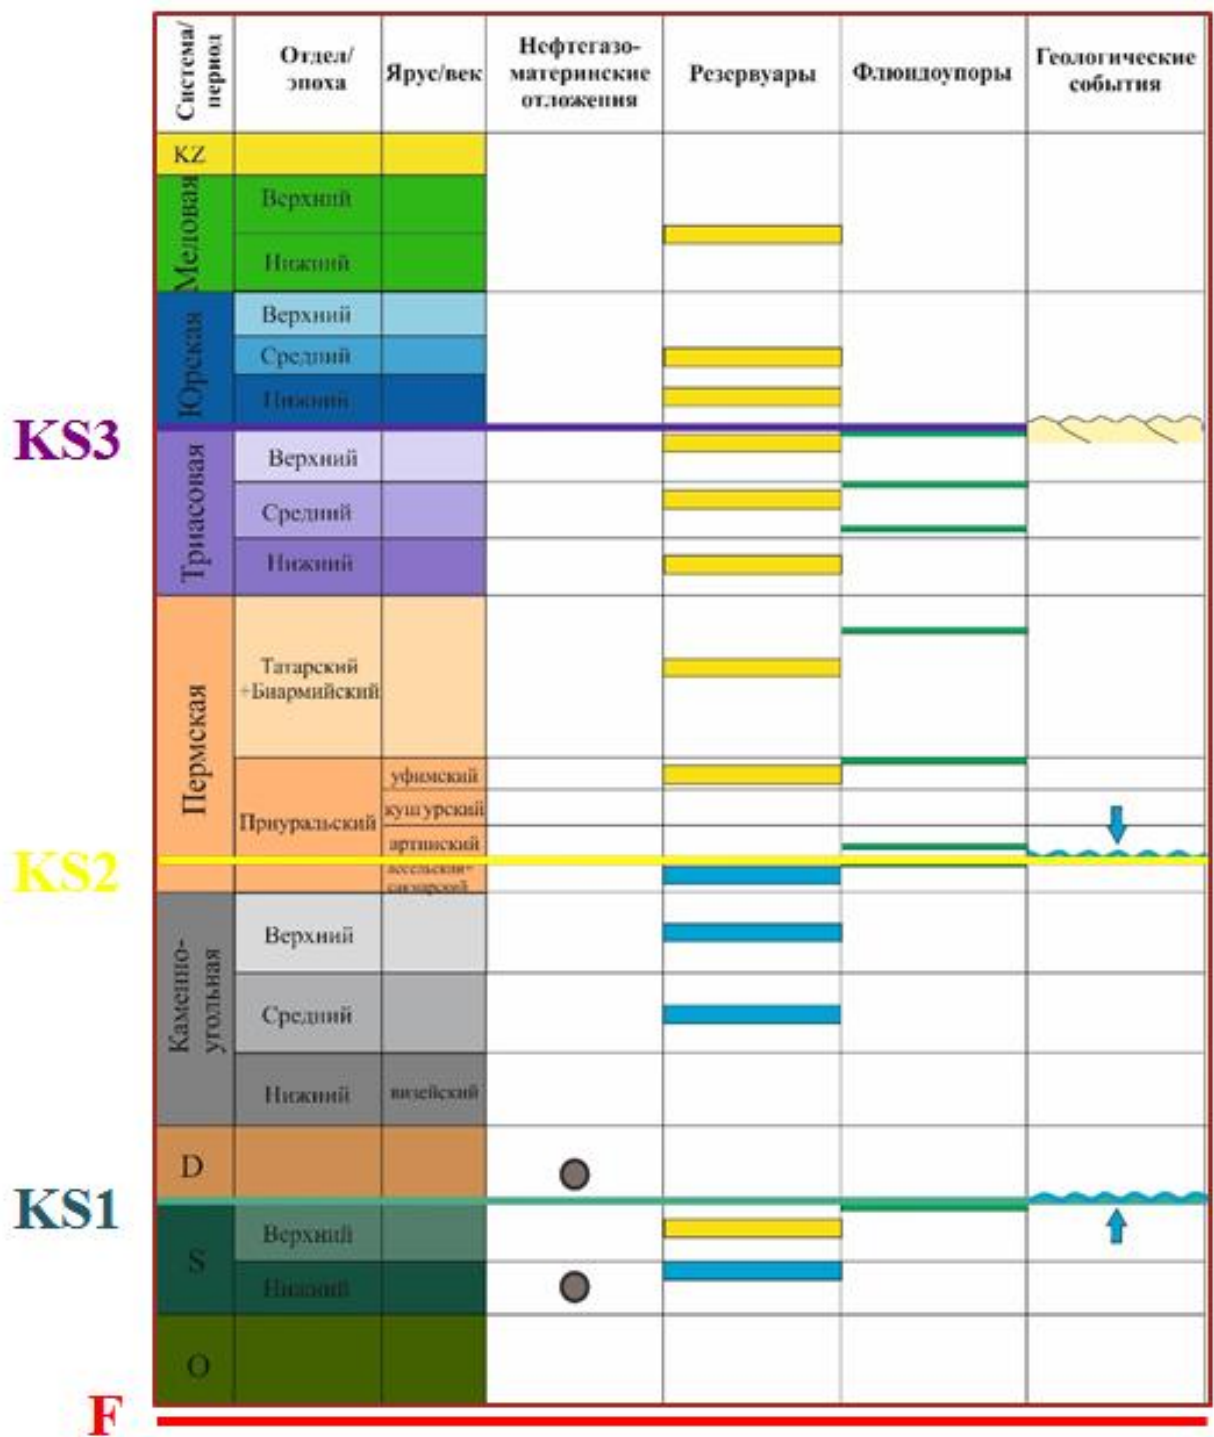 Система/
период
Отдел/
эпоха
Ярус/век
Нефтегазо-
материнские
отложения
Резервуары
Флюидоупоры
Геологические
события
KZ
Меловая
Верхний
Нижний
Юрская
Верхний
Средний
Нижний
KS3
Триасовая
Верхний
Средний
Нижний
Пермская
Татарский
+Биармийский
Приуральский
уфимский
кунгурский
артинский
KS2
ассельский+
сакмарский
Каменно-
угольная
Верхний
Средний
Нижний
визейский
D
KS1
S
Верхний
Нижний
O
F